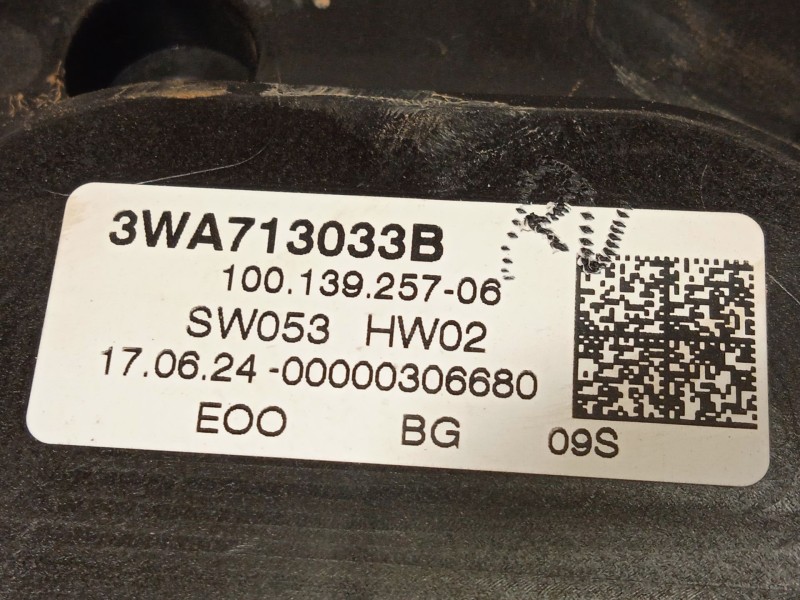 3WA713033B
100.139.257-06
SW053 HW02
17.06.24-00000306680
EOO BG 09S